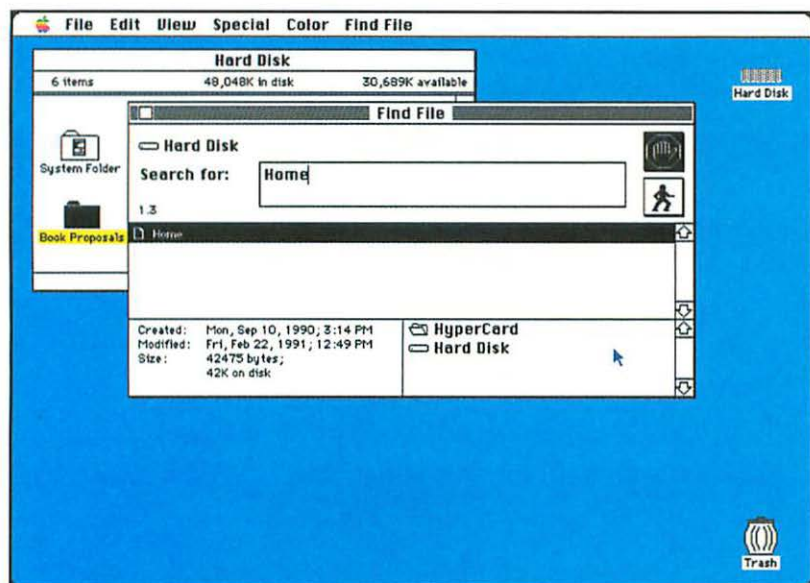 File Edit View Special Color Find File
Hard Disk
6 items 48,048K in disk 30,689K available
Hard Disk
Find File
Hard Disk
System Folder
Search for: Home
1.3
Book Proposals
Home
Created: Mon, Sep 10, 1990; 3:14 PM
Modified: Fri, Feb 22, 1991; 12:49 PM
Size: 42475 bytes;
42K on disk
HyperCard
Hard Disk
Trash